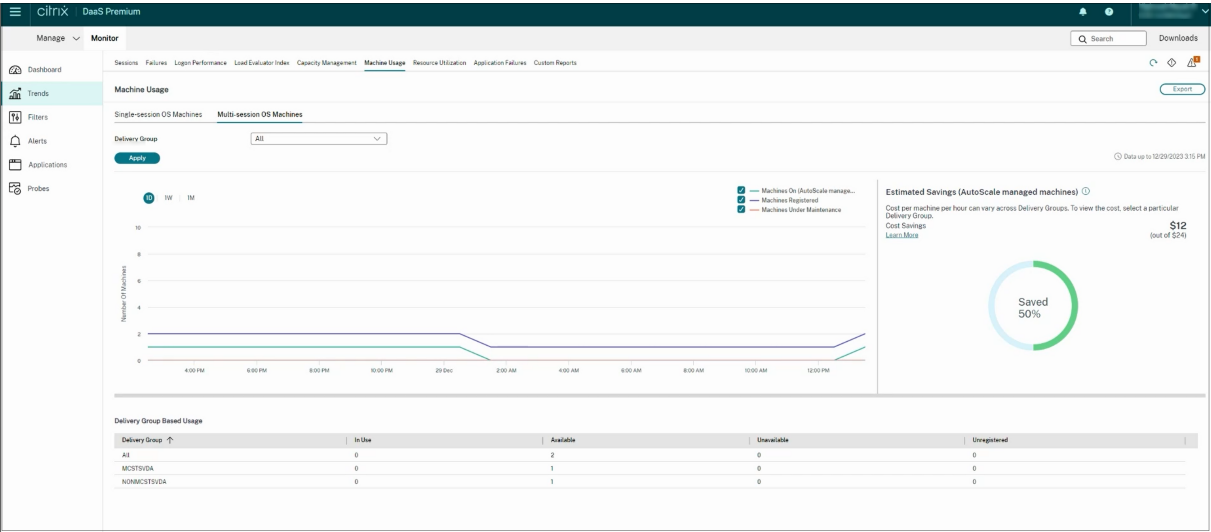 citrix | DaaS Premium
Manage Monitor Search Downloads
Dashboard
Trends
Filters
Alerts
Applications
Probes
Sessions Failures Logon Performance Load Evaluator Index Capacity Management Machine Usage Resource Utilization Application Failures Custom Reports
Machine Usage Export
Single-session OS Machines Multi-session OS Machines
Delivery Group All
Apply
Data up to 12/29/2023 3:15 PM
1D 1W 1M
Machines On (AutoScale manage...
Machines Registered
Machines Under Maintenance
Number Of Machines
10
8
6
4
2
0
4:00 PM 6:00 PM 8:00 PM 10:00 PM 29 Dec 2:00 AM 4:00 AM 6:00 AM 8:00 AM 10:00 AM 12:00 PM
Estimated Savings (AutoScale managed machines)
Cost per machine per hour can vary across Delivery Groups. To view the cost, select a particular
Delivery Group.
Cost Savings $12
Learn More (out of $24)
Saved
50%
Delivery Group Based Usage
Delivery Group In Use Available Unavailable Unregistered
All 0 2 0 0
MCSTSVDA 0 1 0 0
NONMCSTSVDA 0 1 0 0